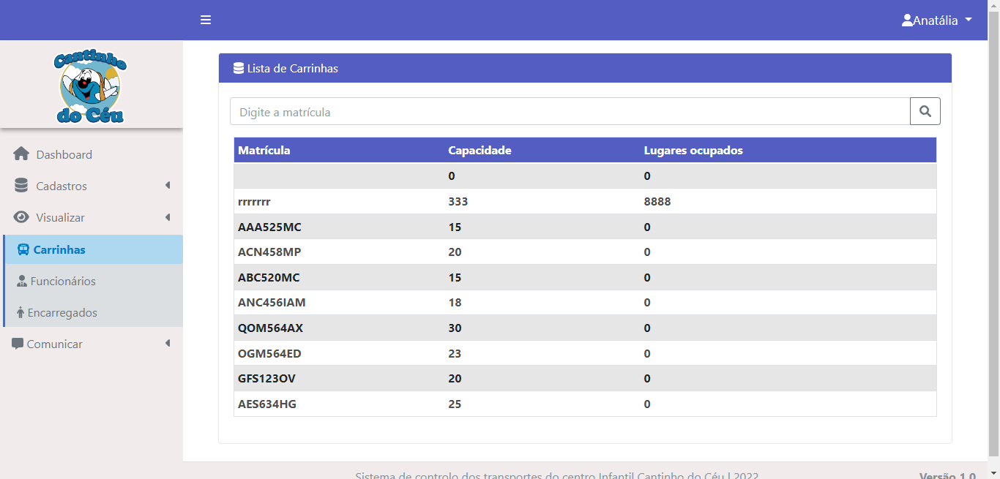 Anatália
Cantinho
do Céu
Dashboard
Cadastros
Visualizar
Carrinhas
Funcionários
Encarregados
Comunicar
Lista de Carrinhas
Digite a matrícula
Matrícula Capacidade Lugares ocupados
0 0
rrrrrrr 333 8888
AAA525MC 15 0
ACN458MP 20 0
ABC520MC 15 0
ANC456IAM 18 0
QOM564AX 30 0
OGM564ED 23 0
GFS123OV 20 0
AES634HG 25 0
Sistema de controlo dos transportes do centro Infantil Cantinho do Céu | 2022 Versão 1.0